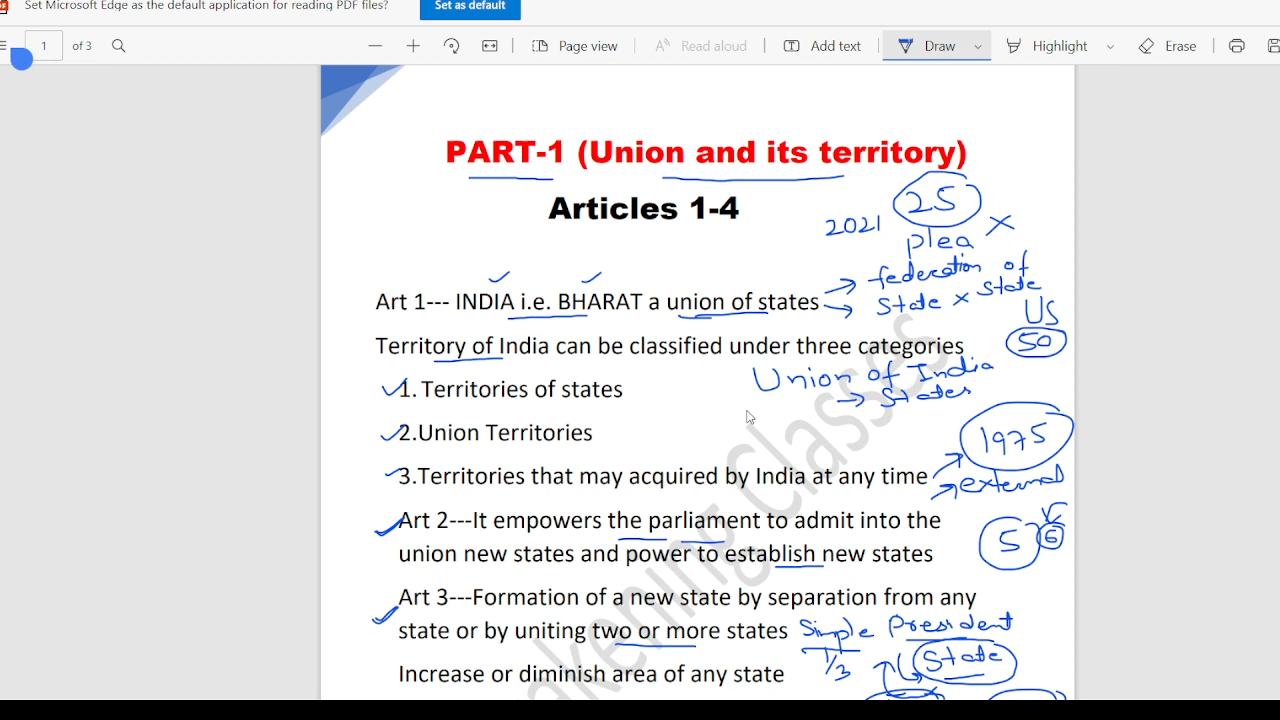 Set Microsoft Edge as the default application for reading PDF files?
Set as default
1 of 3
Page view
Read aloud
Add text
Draw
Highlight
Erase
PART-1 (Union and its territory)
Articles 1-4
2021 25
plea ×
Art 1--- INDIA i.e. BHARAT a union of states
→ federation of state
→ state × US
50
Territory of India can be classified under three categories
Union of India
→ states
1. Territories of states
2.Union Territories
1975
3.Territories that may acquired by India at any time
external
Art 2---It empowers the parliament to admit into the
union new states and power to establish new states
5 6
Art 3---Formation of a new state by separation from any
state or by uniting two or more states
Simple President
1/3 State
Increase or diminish area of any state
akening Classes